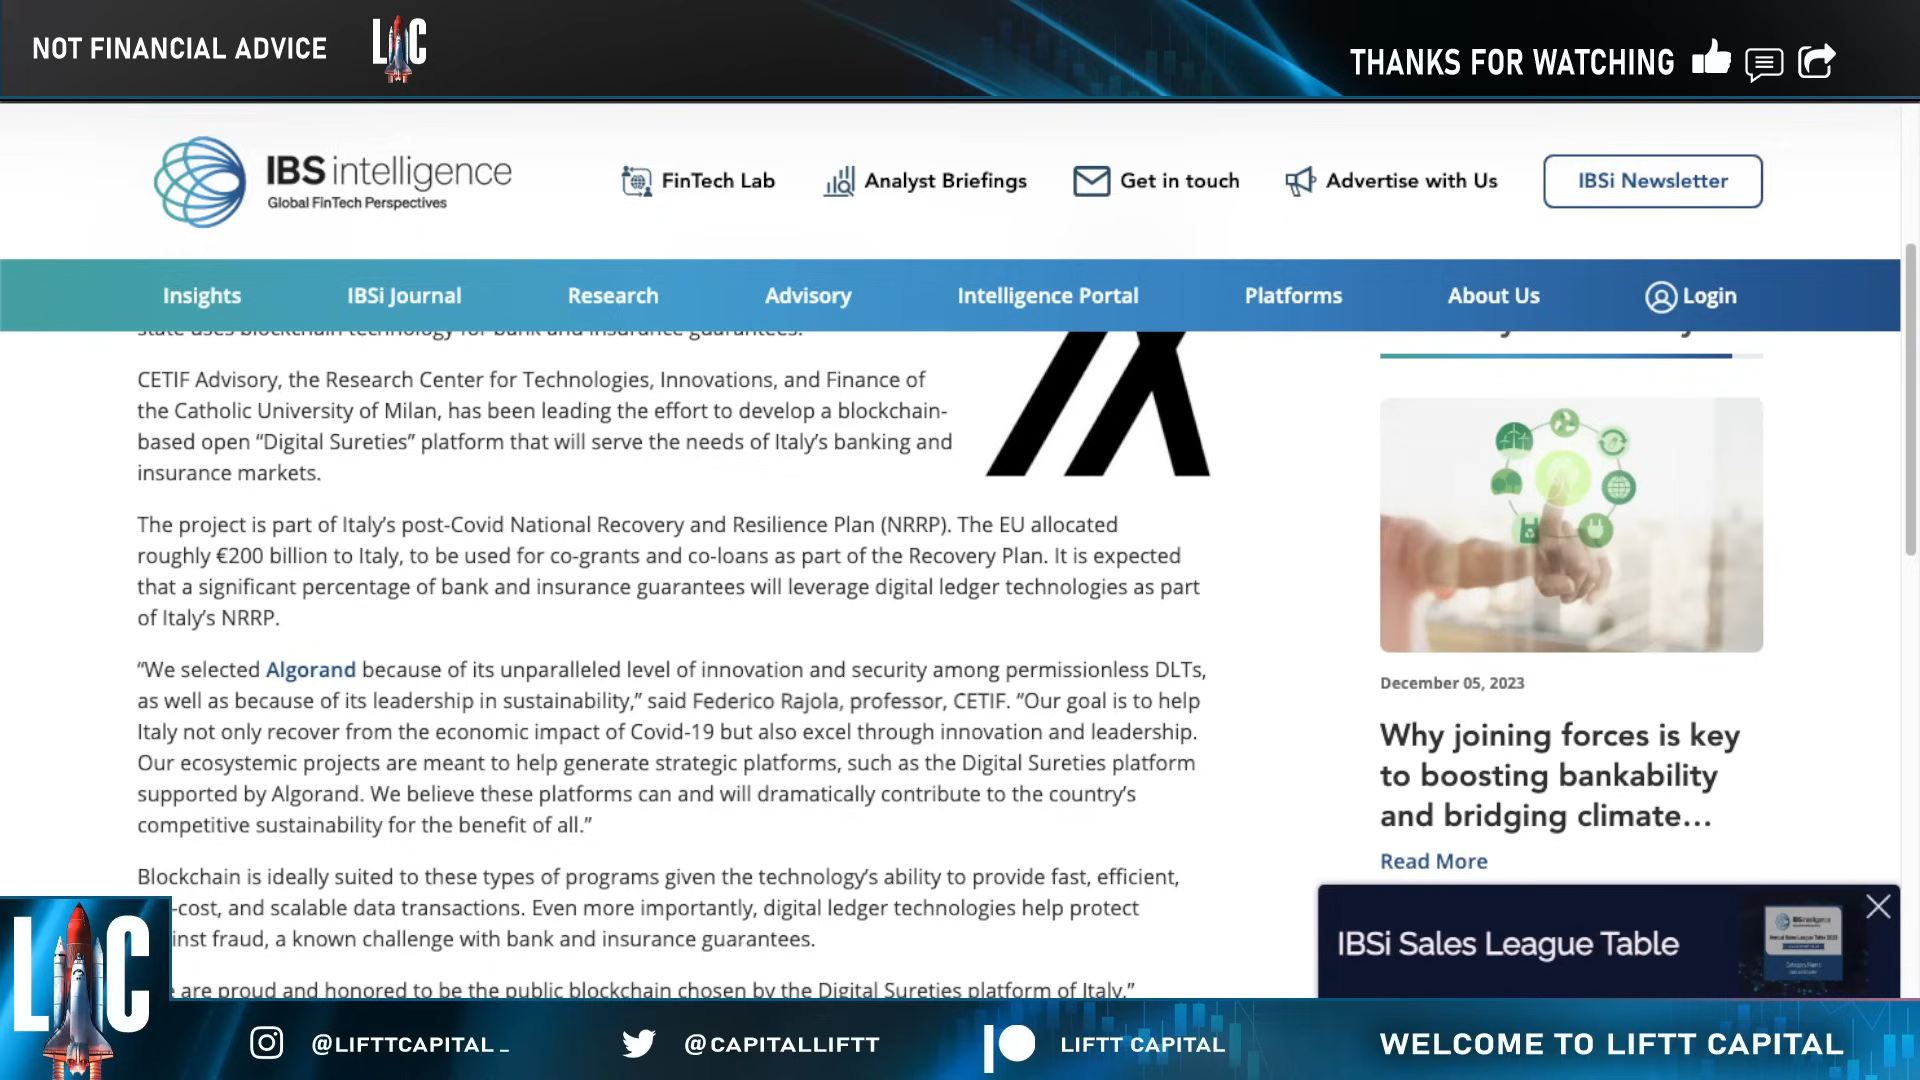 NOT FINANCIAL ADVICE
LC
THANKS FOR WATCHING
IBS intelligence
Global FinTech Perspectives
FinTech Lab
Analyst Briefings
Get in touch
Advertise with Us
IBSi Newsletter
Insights
IBSi Journal
Research
Advisory
Intelligence Portal
Platforms
About Us
Login
state uses blockchain technology for bank and insurance guarantees.
CETIF Advisory, the Research Center for Technologies, Innovations, and Finance of
the Catholic University of Milan, has been leading the effort to develop a blockchain-
based open “Digital Sureties” platform that will serve the needs of Italy’s banking and
insurance markets.
The project is part of Italy’s post-Covid National Recovery and Resilience Plan (NRRP). The EU allocated
roughly €200 billion to Italy, to be used for co-grants and co-loans as part of the Recovery Plan. It is expected
that a significant percentage of bank and insurance guarantees will leverage digital ledger technologies as part
of Italy’s NRRP.
“We selected Algorand because of its unparalleled level of innovation and security among permissionless DLTs,
as well as because of its leadership in sustainability,” said Federico Rajola, professor, CETIF. “Our goal is to help
Italy not only recover from the economic impact of Covid-19 but also excel through innovation and leadership.
Our ecosystemic projects are meant to help generate strategic platforms, such as the Digital Sureties platform
supported by Algorand. We believe these platforms can and will dramatically contribute to the country’s
competitive sustainability for the benefit of all.”
Blockchain is ideally suited to these types of programs given the technology’s ability to provide fast, efficient,
-cost, and scalable data transactions. Even more importantly, digital ledger technologies help protect
inst fraud, a known challenge with bank and insurance guarantees.
are proud and honored to be the public blockchain chosen by the Digital Sureties platform of Italy,”
December 05, 2023
Why joining forces is key
to boosting bankability
and bridging climate...
Read More
IBSi Sales League Table
LC
@LIFTTCAPITAL_
@CAPITALLIFTT
LIFTT CAPITAL
WELCOME TO LIFTT CAPITAL